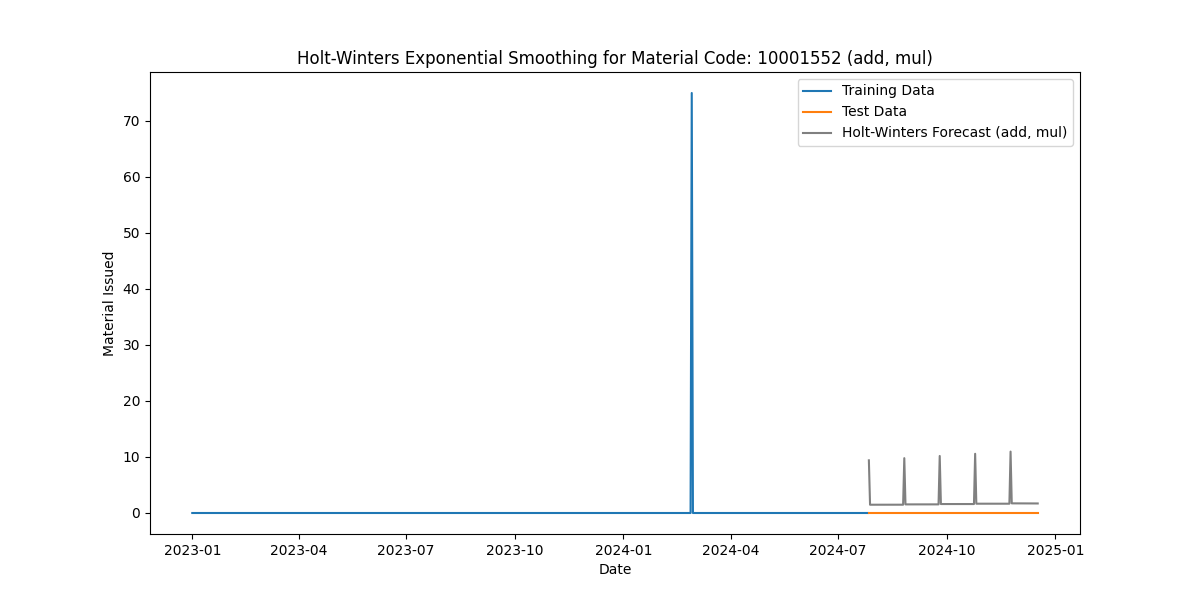 Holt-Winters Exponential Smoothing for Material Code: 10001552 (add, mul)
Training Data
Test Data
Holt-Winters Forecast (add, mul)
Material Issued
70
60
50
40
30
20
10
0
2023-01 2023-04 2023-07 2023-10 2024-01 2024-04 2024-07 2024-10 2025-01
Date